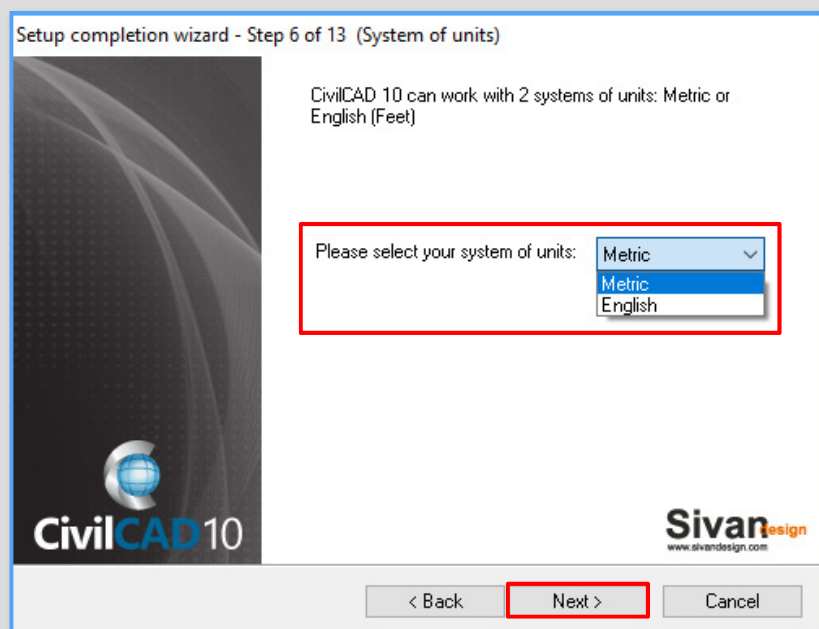 Setup completion wizard - Step 6 of 13 (System of units)
CivilCAD 10 can work with 2 systems of units: Metric or
English (Feet)
Please select your system of units:
Metric
Metric
English
CivilCAD 10
Sivan design
www.sivandesign.com
< Back
Next >
Cancel